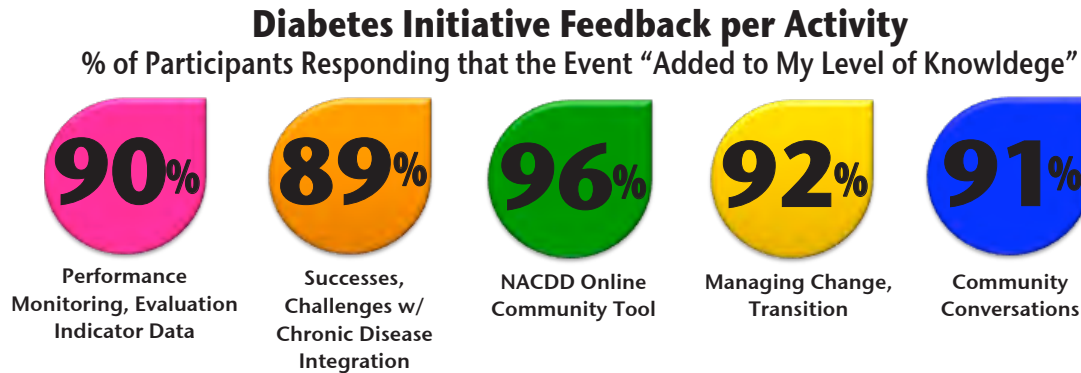 Diabetes Initiative Feedback per Activity
% of Participants Responding that the Event “Added to My Level of Knowldege”
90%
89%
96%
92%
91%
Performance
Monitoring, Evaluation
Indicator Data
Successes,
Challenges w/
Chronic Disease
Integration
NACDD Online
Community Tool
Managing Change,
Transition
Community
Conversations